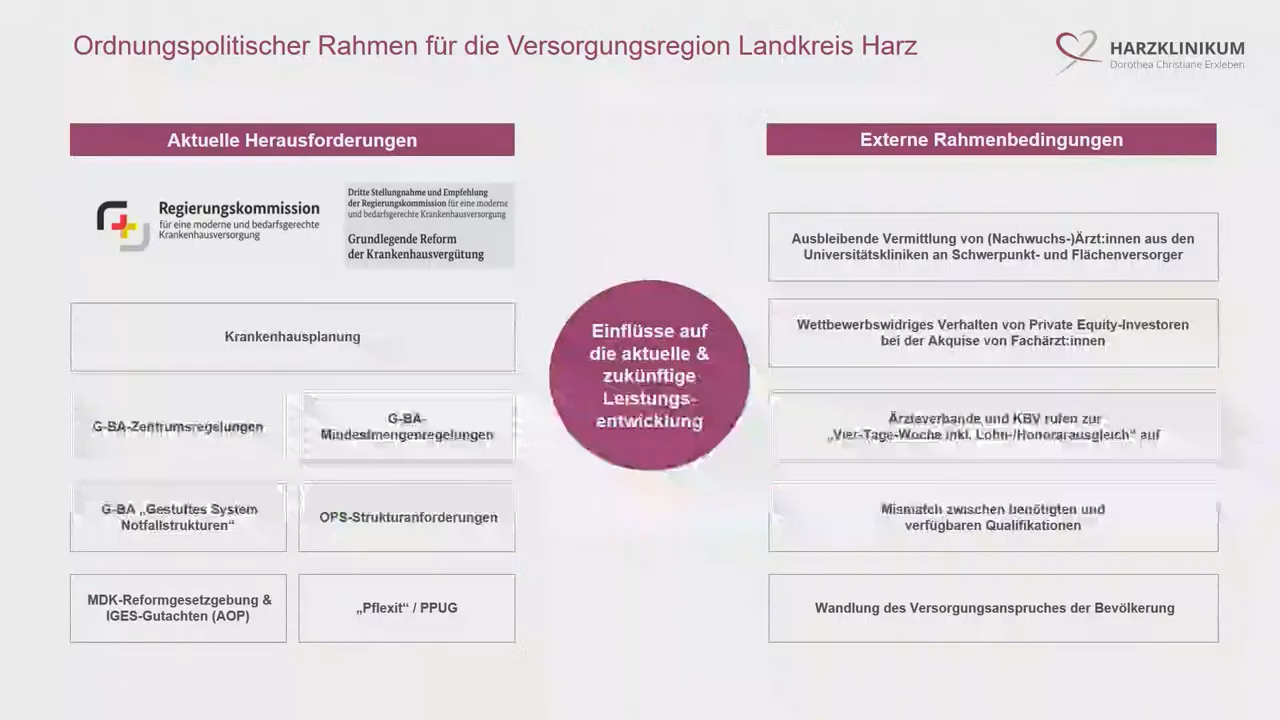 Ordnungspolitischer Rahmen für die Versorgungsregion Landkreis Harz
HARZKLINIKUM
Dorothea Christiane Erxleben
Aktuelle Herausforderungen
Regierungskommission
für eine moderne und bedarfsgerechte
Krankenhausversorgung
Dritte Stellungnahme und Empfehlung
der Regierungskommission für eine moderne
und bedarfsgerechte Krankenhausversorgung
Grundlegende Reform
der Krankenhausvergütung
Krankenhausplanung
G-BA-Zentrumsregelungen
G-BA-
Mindestmengenregelungen
G-BA „Gestuftes System
Notfallstrukturen“
OPS-Strukturanforderungen
MDK-Reformgesetzgebung &
IGES-Gutachten (AOP)
„Pflexit“ / PPUG
Einflüsse auf
die aktuelle &
zukünftige
Leistungs-
entwicklung
Externe Rahmenbedingungen
Ausbleibende Vermittlung von (Nachwuchs-)Ärzt:innen aus den
Universitätskliniken an Schwerpunkt- und Flächenversorger
Wettbewerbswidriges Verhalten von Private Equity-Investoren
bei der Akquise von Fachärzt:innen
Ärzteverbände und KBV rufen zur
„Vier-Tage-Woche inkl. Lohn-/Honorarausgleich“ auf
Mismatch zwischen benötigten und
verfügbaren Qualifikationen
Wandlung des Versorgungsanspruches der Bevölkerung